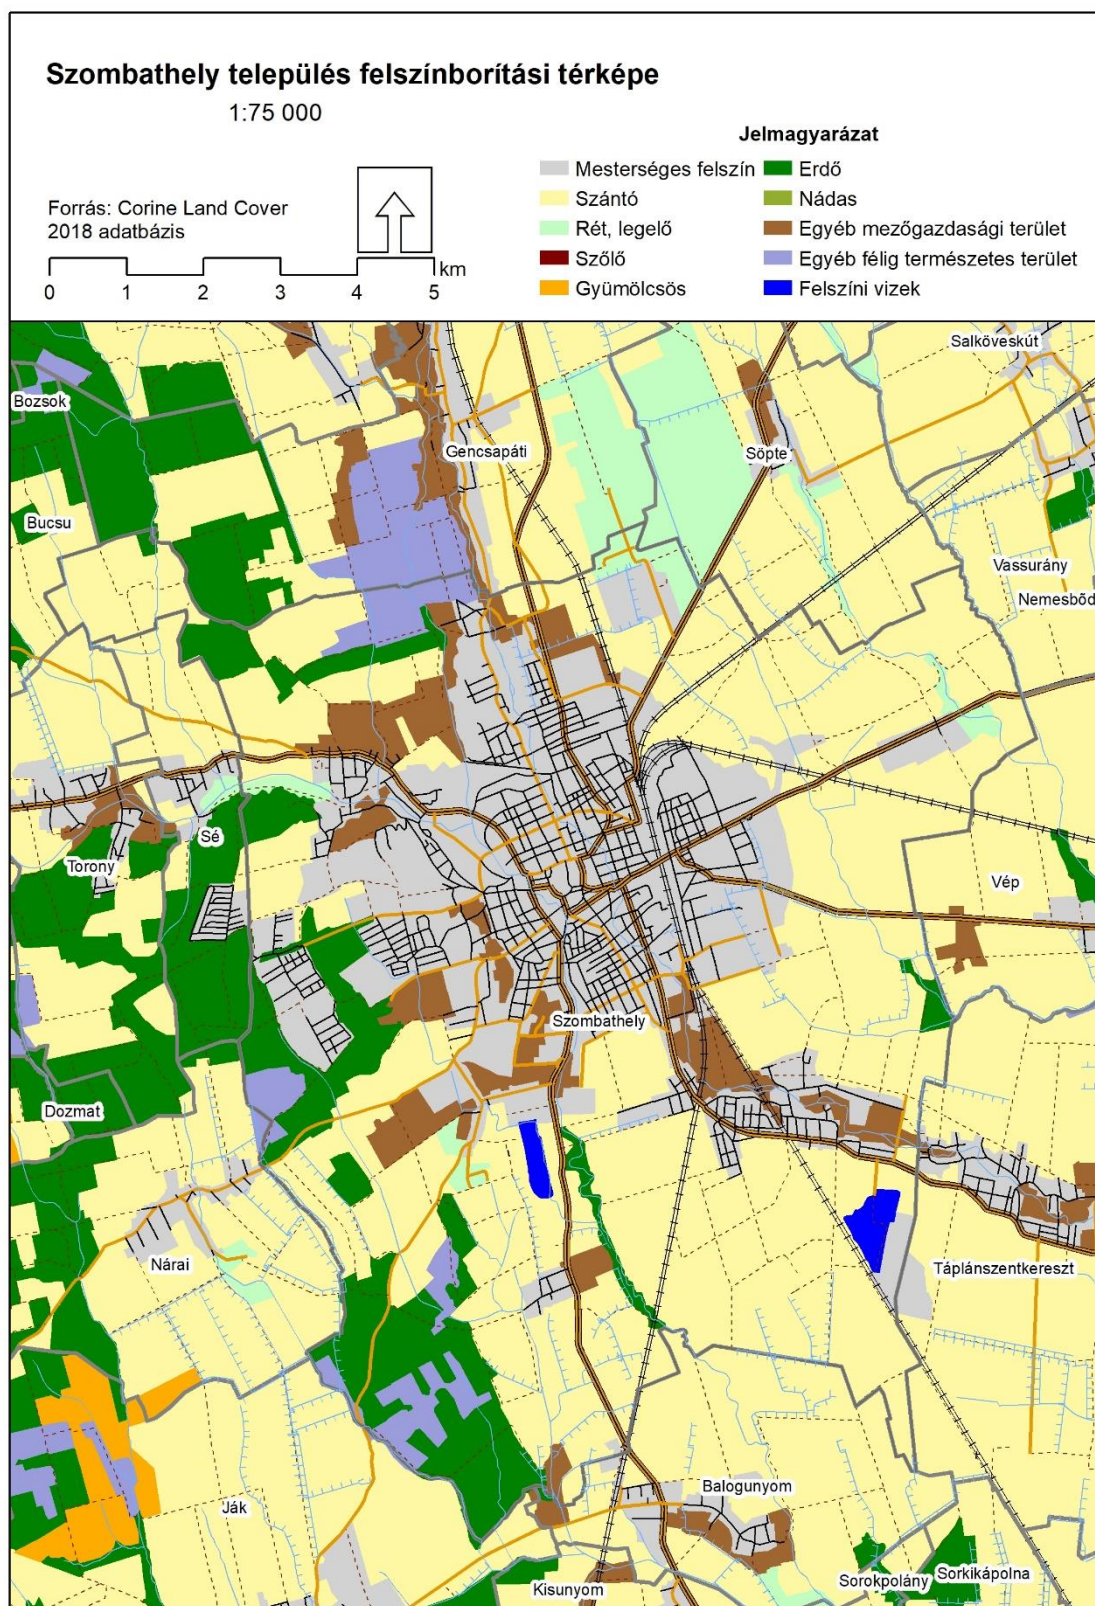 Szombathely település felszínborítási térképe
1:75 000
Jelmagyarázat
Forrás: Corine Land Cover
2018 adatbázis
km
0 1 2 3 4 5
Mesterséges felszín
Szántó
Rét, legelő
Szőlő
Gyümölcsös
Erdő
Nádas
Egyéb mezőgazdasági terület
Egyéb félig természetes terület
Felszíni vizek
Salköveskút
Bozsok
Gencsapáti
Söpte
Bucsu
Vassurány
Nemesbőd
Sé
Torony
Vép
Szombathely
Dozmat
Nárai
Táplánszentkereszt
Balogunyom
Ják
Kisunyom
Sorokpolány
Sorkikápolna